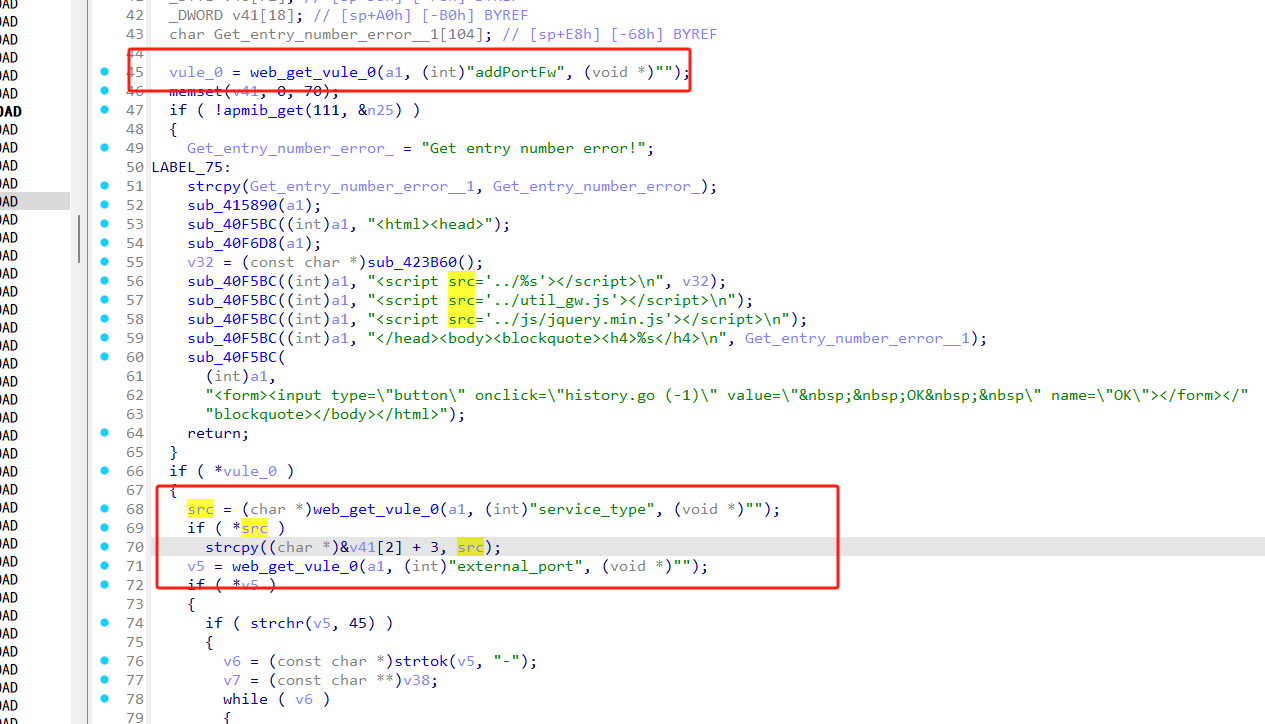 42 _DWORD v41[18]; // [sp+A0h] [-B0h] BYREF
43 char Get_entry_number_error__1[104]; // [sp+E8h] [-68h] BYREF
44
45 vule_0 = web_get_vule_0(a1, (int)"addPortFw", (void *)"");
46 memset(v41, 0, 70);
47 if ( !apmib_get(111, &n25) )
48 {
49 Get_entry_number_error_ = "Get entry number error!";
50 LABEL_75:
51 strcpy(Get_entry_number_error__1, Get_entry_number_error_);
52 sub_415890(a1);
53 sub_40F5BC((int)a1, "<html><head>");
54 sub_40F6D8(a1);
55 v32 = (const char *)sub_423B60();
56 sub_40F5BC((int)a1, "<script src='../%s'></script>\n", v32);
57 sub_40F5BC((int)a1, "<script src='../util_gw.js'></script>\n");
58 sub_40F5BC((int)a1, "<script src='../js/jquery.min.js'></script>\n");
59 sub_40F5BC((int)a1, "</head><body><blockquote><h4>%s</h4>\n", Get_entry_number_error__1);
60 sub_40F5BC(
61 (int)a1,
62 "<form><input type=\"button\" onclick=\"history.go (-1)\" value=\"&nbsp;&nbsp;OK&nbsp;&nbsp\" name=\"OK\"></form></"
63 "blockquote></body></html>");
64 return;
65 }
66 if ( *vule_0 )
67 {
68 src = (char *)web_get_vule_0(a1, (int)"service_type", (void *)"");
69 if ( *src )
70 strcpy((char *)&v41[2] + 3, src);
71 v5 = web_get_vule_0(a1, (int)"external_port", (void *)"");
72 if ( *v5 )
73 {
74 if ( strchr(v5, 45) )
75 {
76 v6 = (const char *)strtok(v5, "-");
77 v7 = (const char **)v38;
78 while ( v6 )
79 {